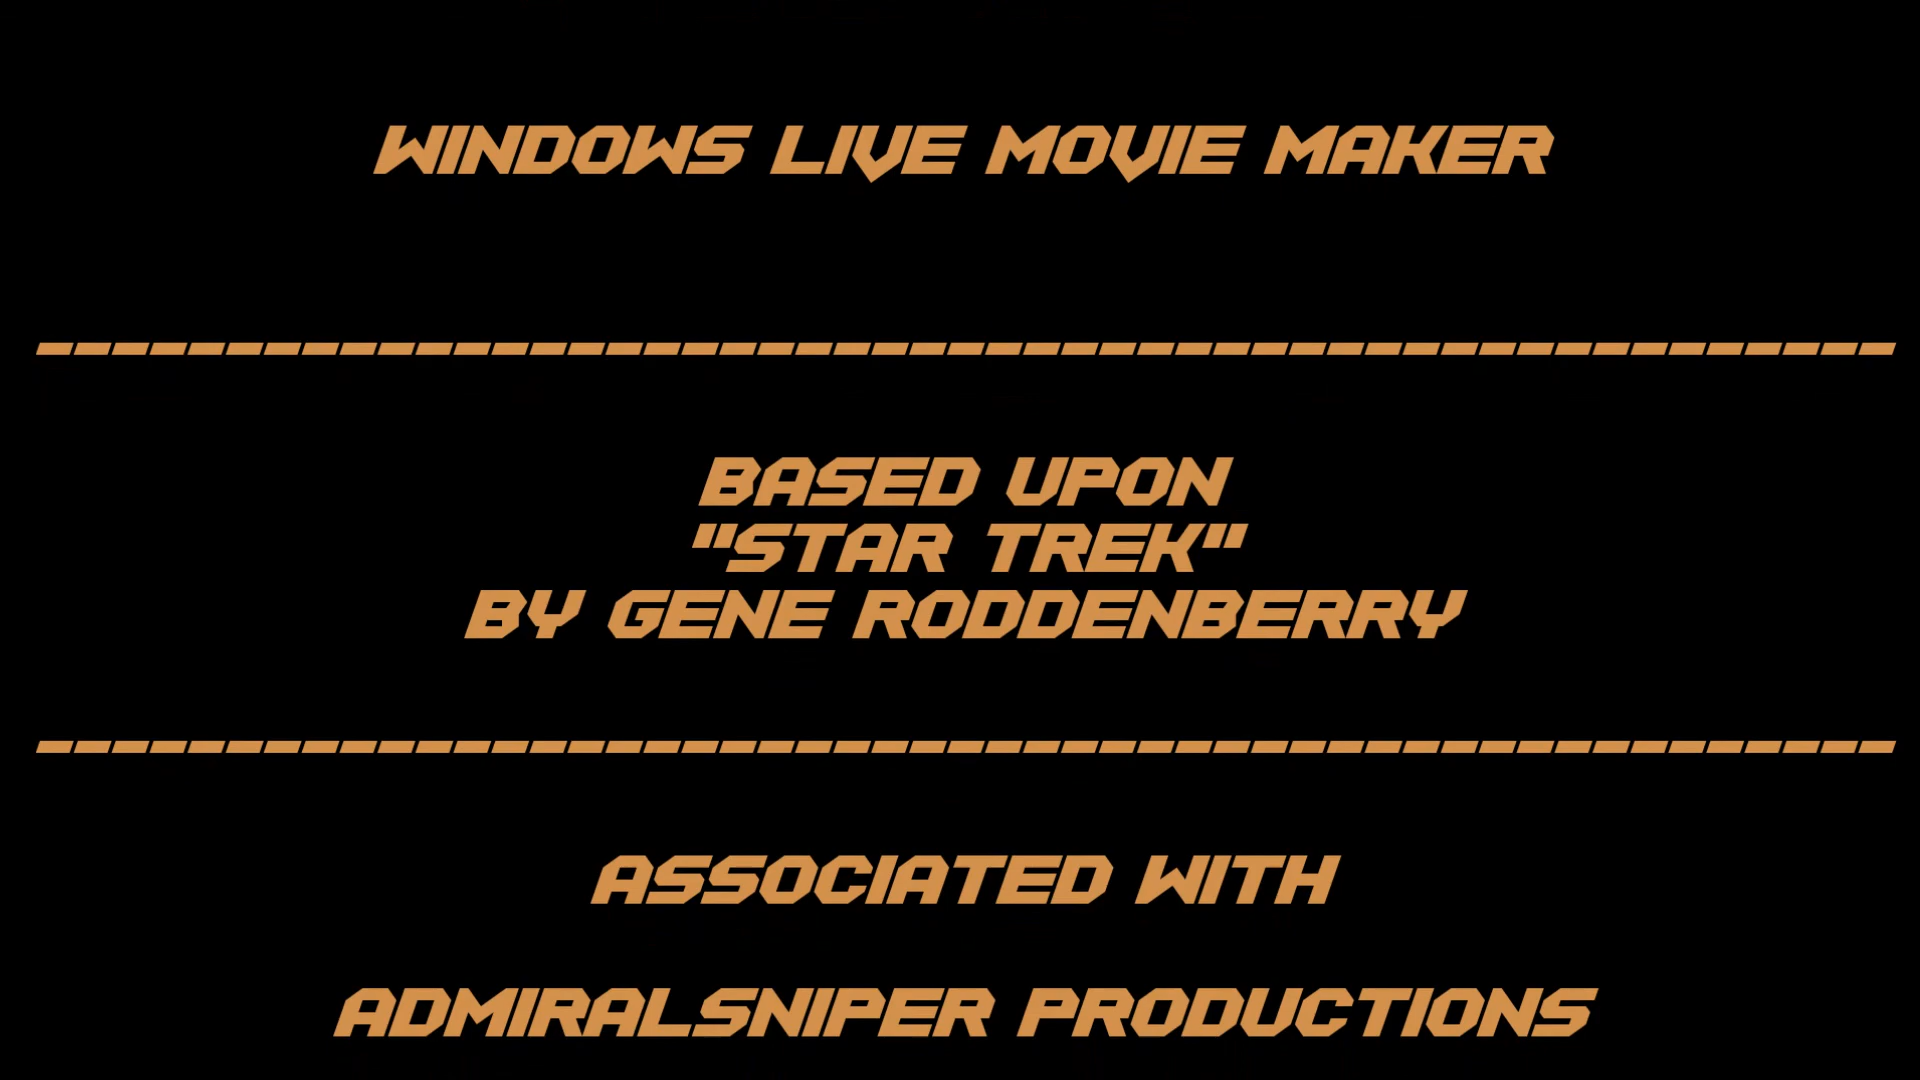 WINDOWS LIVE MOVIE MAKER
BASED UPON
"STAR TREK"
BY GENE RODDENBERRY
ASSOCIATED WITH
ADMIRALSNIPER PRODUCTIONS